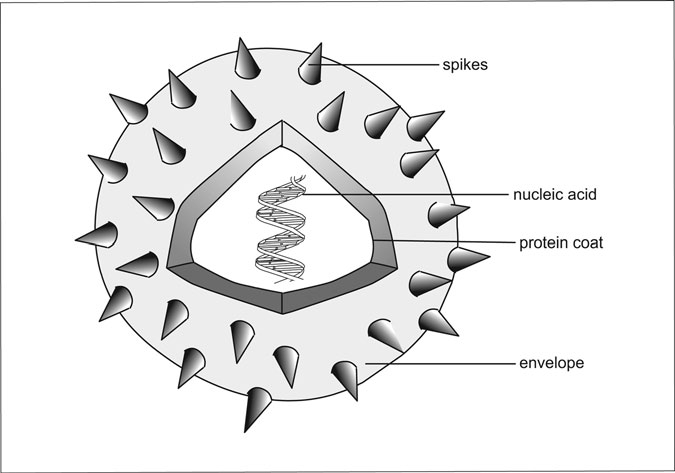 spikes
nucleic acid
protein coat
envelope